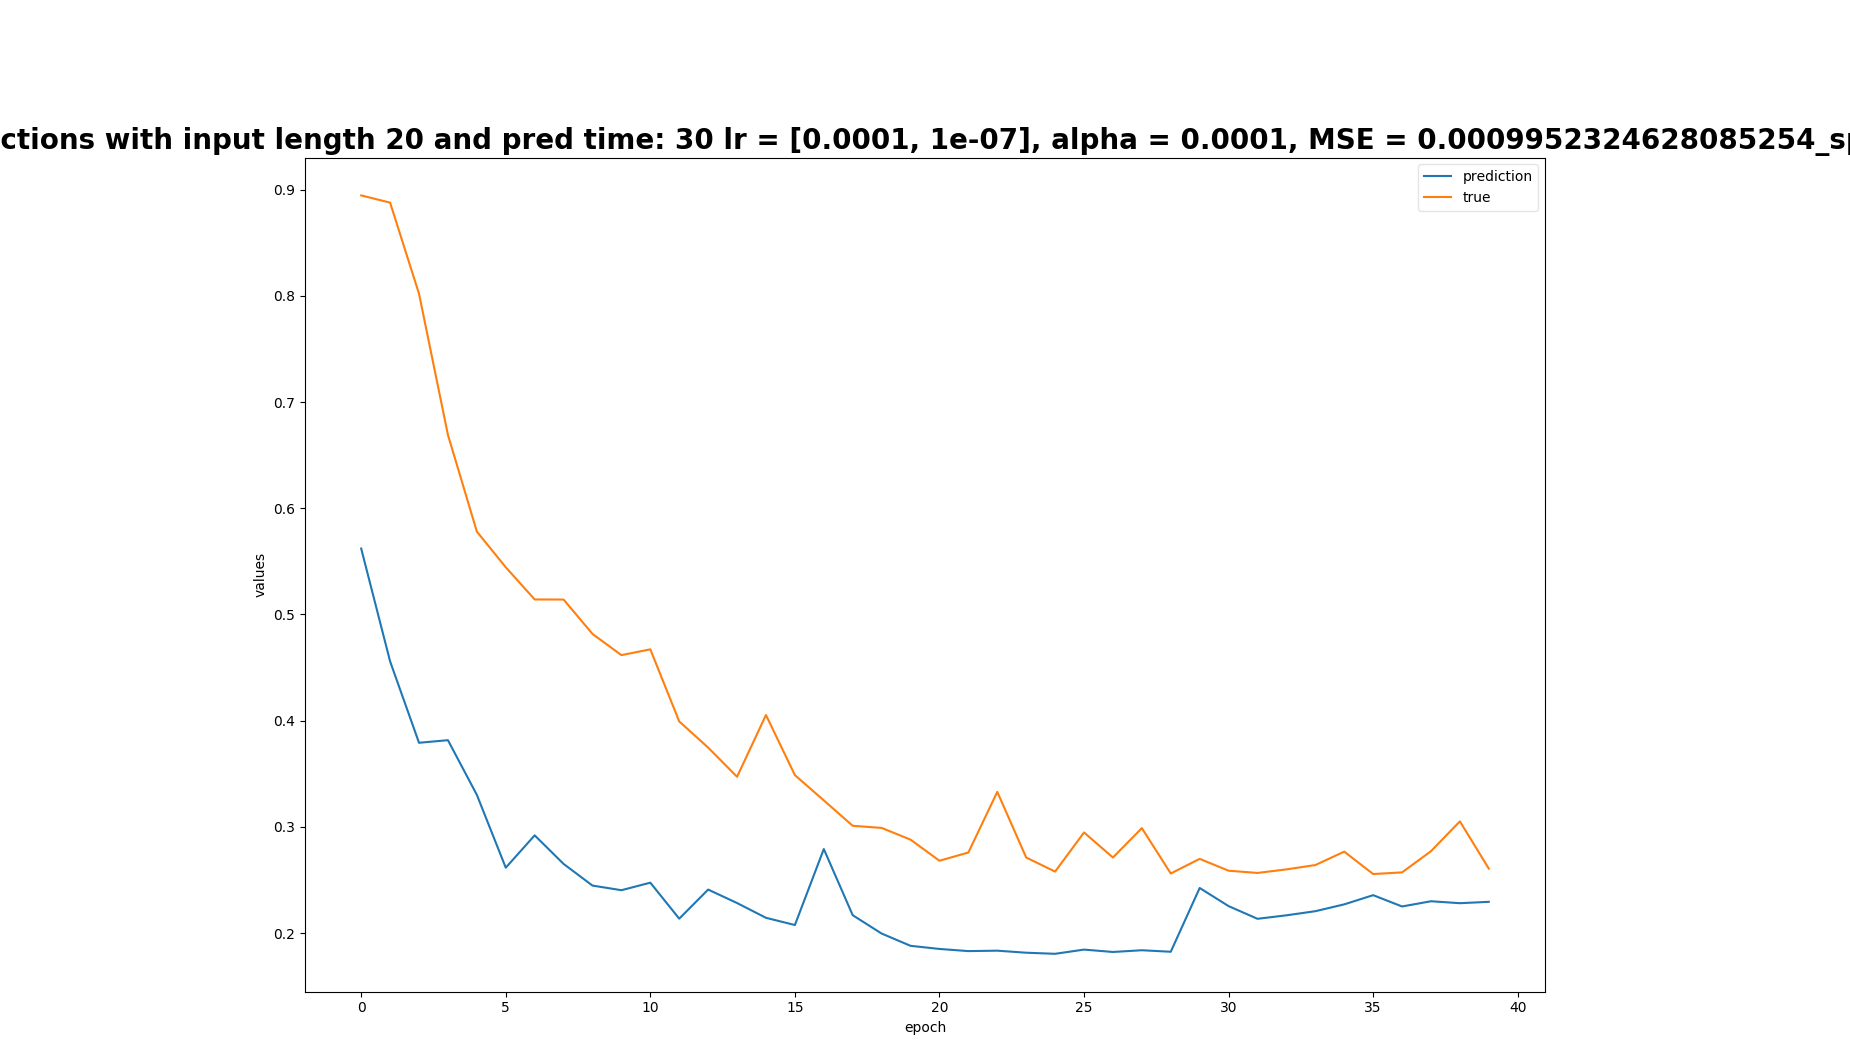 ctions with input length 20 and pred time: 30 lr = [0.0001, 1e-07], alpha = 0.0001, MSE = 0.0009952324628085254_sp
prediction
true
0.9
0.8
0.7
0.6
0.5
0.4
0.3
0.2
values
0 5 10 15 20 25 30 35 40
epoch